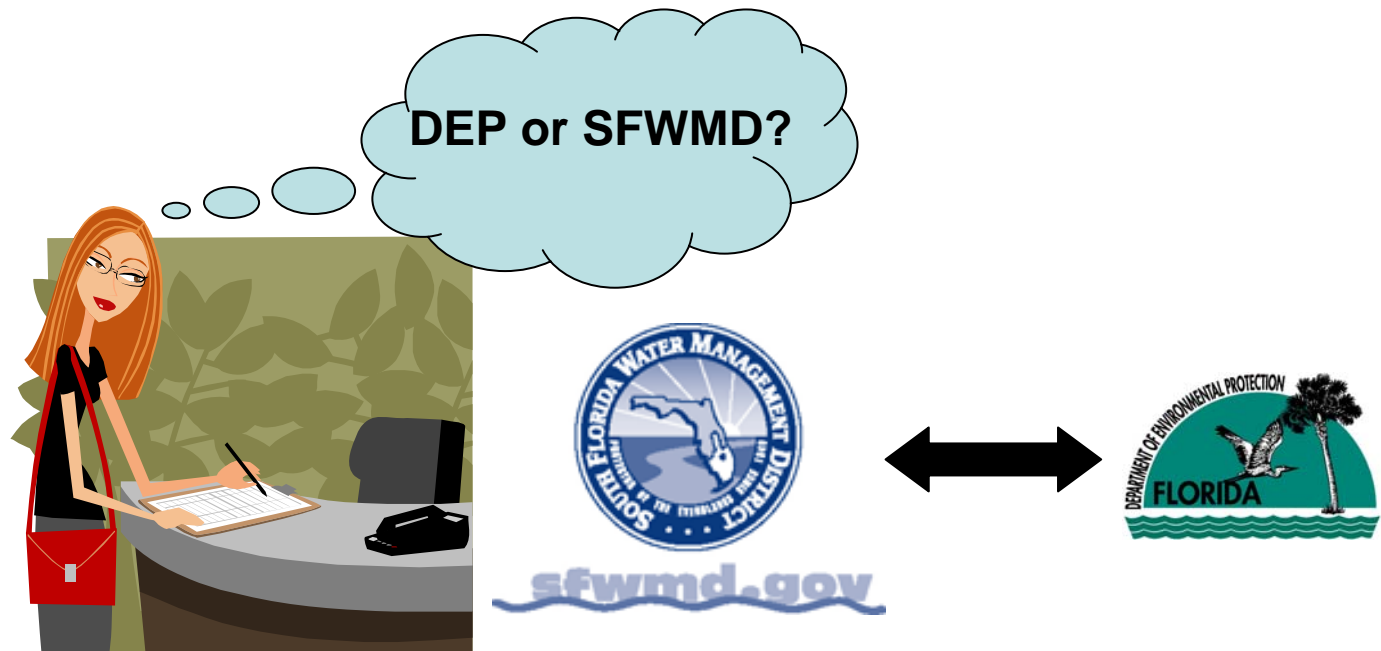 DEP or SFWMD?
SOUTH FLORIDA WATER MANAGEMENT DISTRICT
sfwmd.gov
DEPARTMENT OF ENVIRONMENTAL PROTECTION
FLORIDA